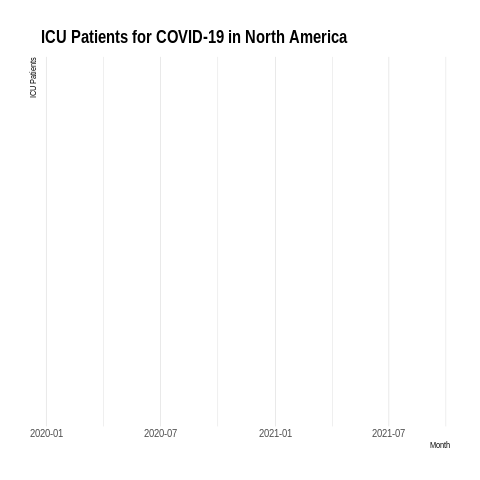 ICU Patients for COVID-19 in North America
ICU Patients
2020-01
2020-07
2021-01
2021-07
Month